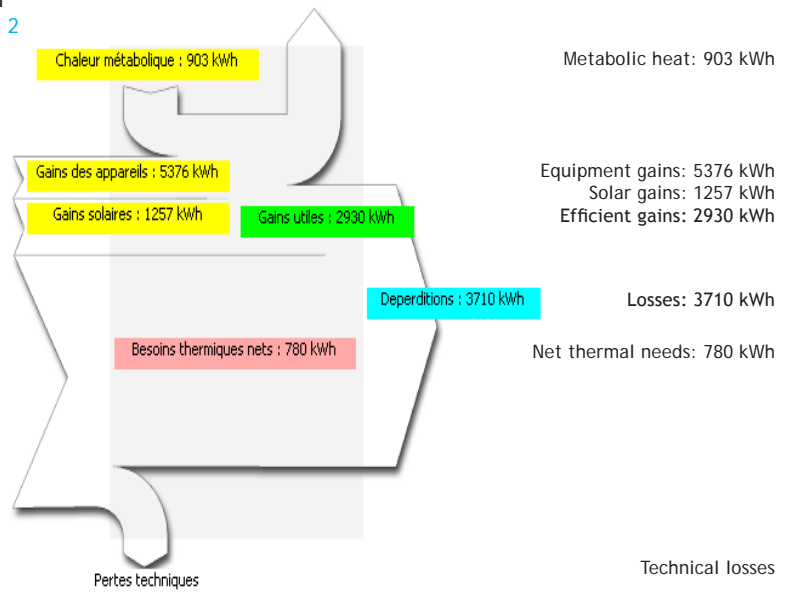 2
Chaleur métabolique : 903 kWh
Metabolic heat: 903 kWh
Gains des appareils : 5376 kWh
Equipment gains: 5376 kWh
Gains solaires : 1257 kWh
Solar gains: 1257 kWh
Gains utiles : 2930 kWh
Efficient gains: 2930 kWh
Deperditions : 3710 kWh
Losses: 3710 kWh
Besoins thermiques nets : 780 kWh
Net thermal needs: 780 kWh
Pertes techniques
Technical losses